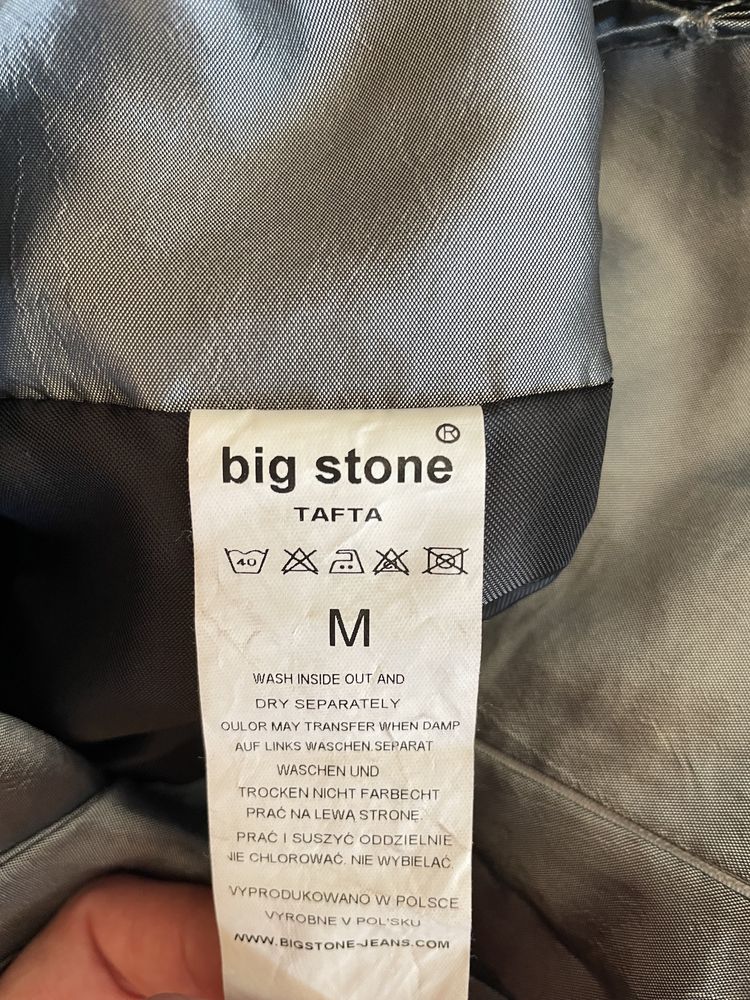 big stone®
TAFTA
40
M
WASH INSIDE OUT AND
DRY SEPARATELY
OULOR MAY TRANSFER WHEN DAMP
AUF LINKS WASCHEN.SEPARAT
WASCHEN UND
TROCKEN NICHT FARBECHT
PRAĆ NA LEWĄ STRONĘ.
PRAĆ I SUSZYĆ ODDZIELNIE
NIE CHLOROWAĆ. NIE WYBIELAĆ.
VYPRODUKOWANO W POLSCE
VYROBNE V POL'SKU
WWW.BIGSTONE-JEANS.COM